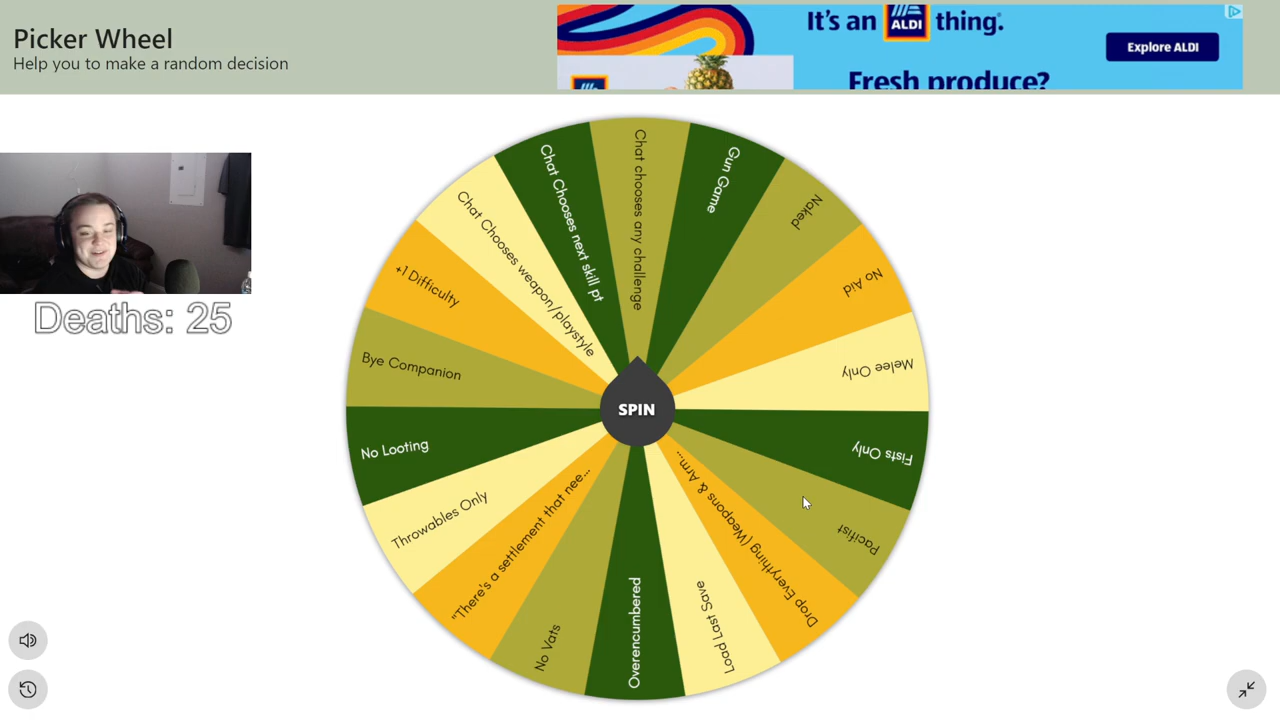 Picker Wheel
Help you to make a random decision
It's an ALDI thing.
Fresh produce?
Explore ALDI
Deaths: 25
Chat chooses any challenge
Gun Game
Naked
No Aid
Melee Only
Fists Only
Pacifist
Drop Everything (Weapons & Arm...
Load Last Save
Overencumbered
No Vats
"There's a settlement that nee...
Throwables Only
No Looting
Bye Companion
+1 Difficulty
Chat Chooses weapon/playstyle
Chat Chooses next skill pt
SPIN